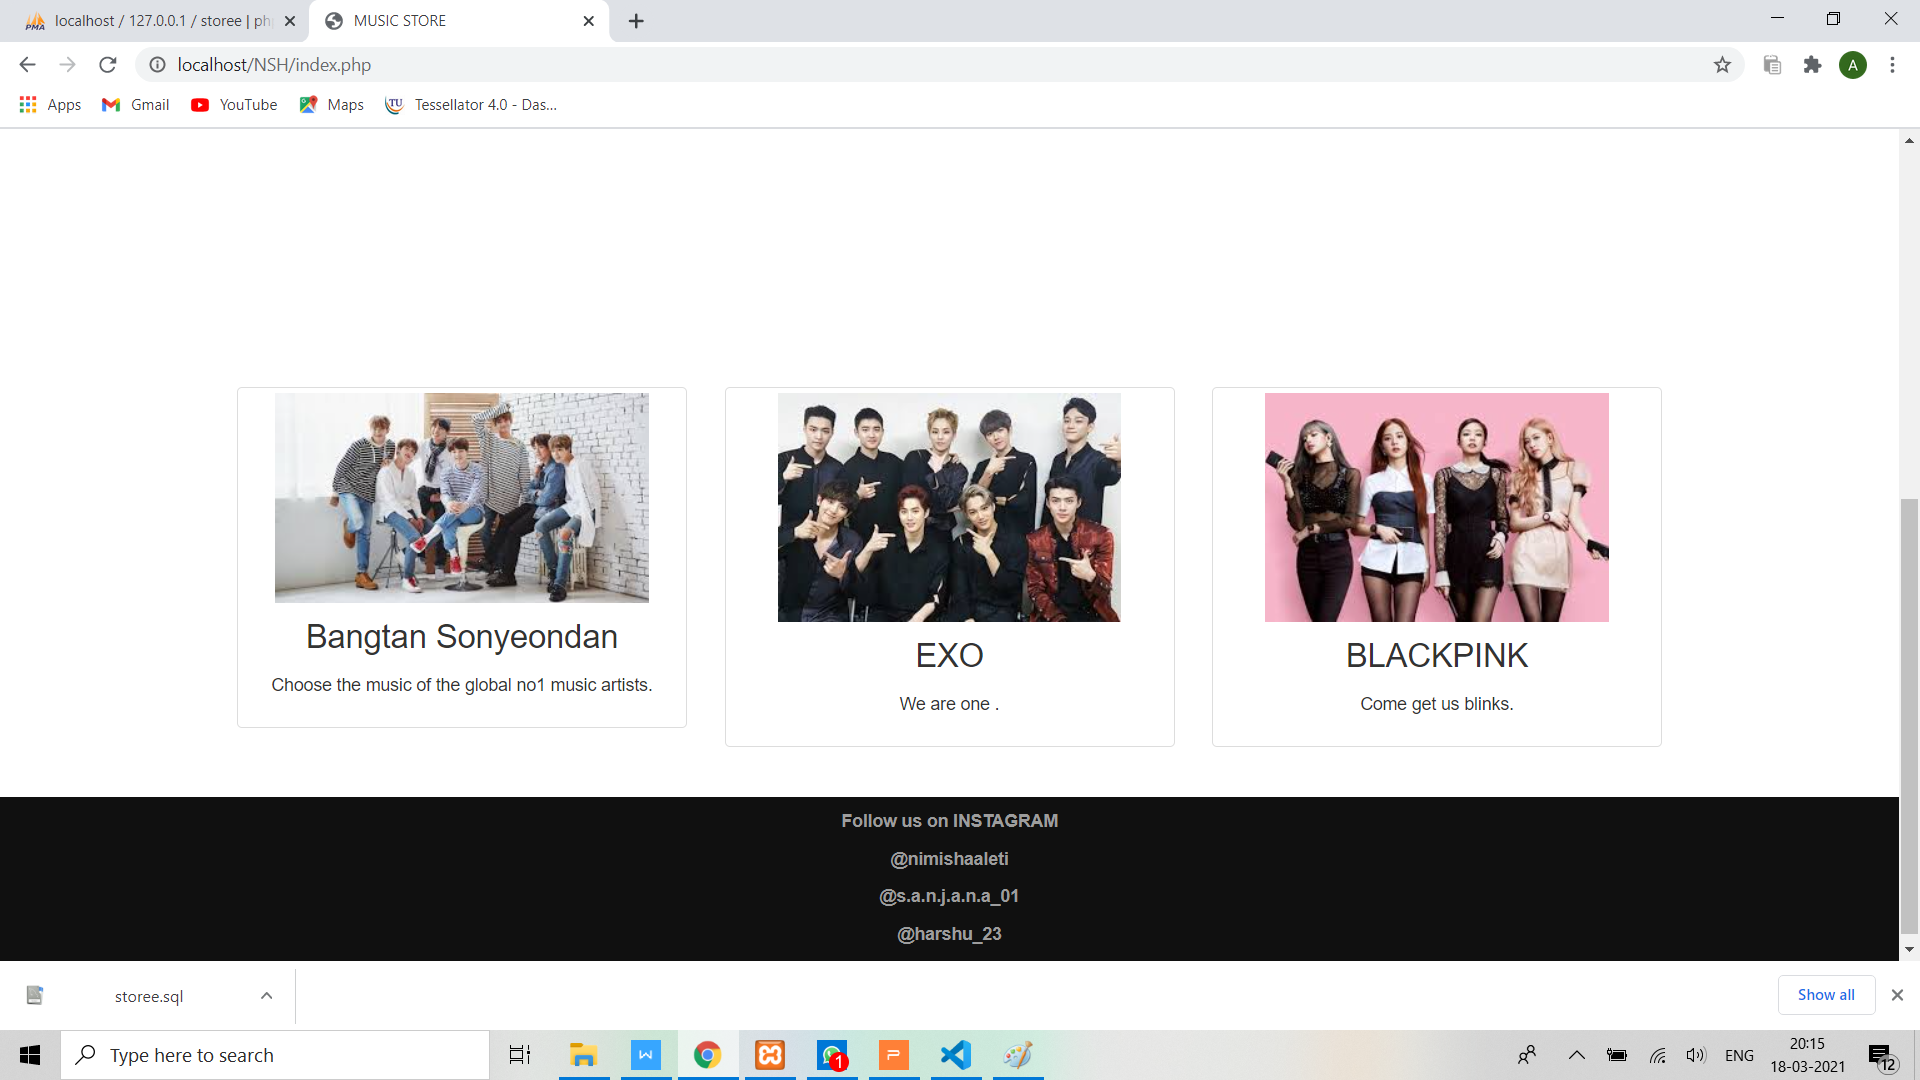 localhost / 127.0.0.1 / storee | ph
MUSIC STORE
localhost/NSH/index.php
A
Apps
Gmail
YouTube
Maps
TU
Tessellator 4.0 - Das...
Bangtan Sonyeondan
Choose the music of the global no1 music artists.
EXO
We are one .
BLACKPINK
Come get us blinks.
Follow us on INSTAGRAM
@nimishaaleti
@s.a.n.j.a.n.a_01
@harshu_23
storee.sql
Show all
Type here to search
W
1
P
ENG
20:15
18-03-2021
12